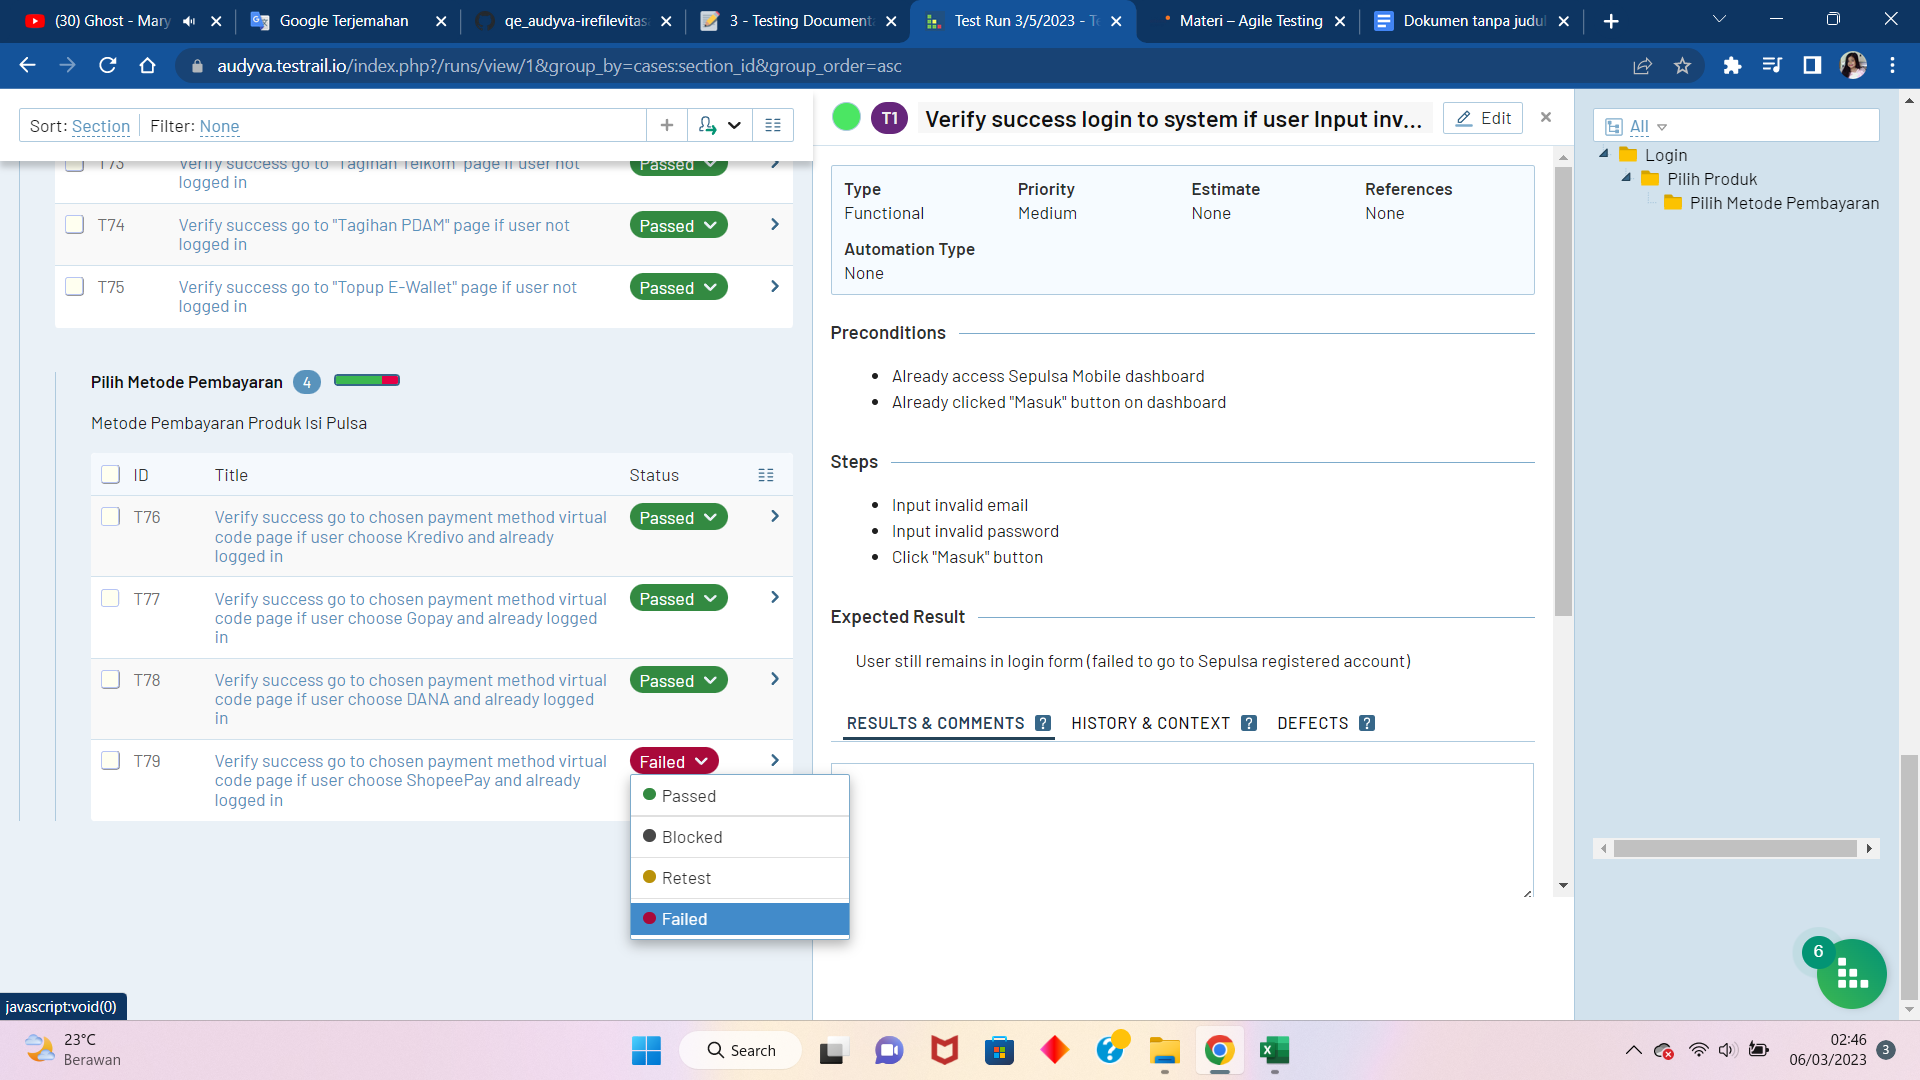 (30) Ghost - Mary
Google Terjemahan
qe_audyva-irefilevitas
3 - Testing Documenta
Test Run 3/5/2023 - Te
Materi – Agile Testing
Dokumen tanpa judul
audyva.testrail.io/index.php?/runs/view/1&group_by=cases:section_id&group_order=asc
Sort: Section
Filter: None
T73
Verify success go to "Tagihan Telkom" page if user not
logged in
Passed
T74
Verify success go to "Tagihan PDAM" page if user not
logged in
Passed
T75
Verify success go to "Topup E-Wallet" page if user not
logged in
Passed
Pilih Metode Pembayaran 4
Metode Pembayaran Produk Isi Pulsa
ID Title Status
T76
Verify success go to chosen payment method virtual
code page if user choose Kredivo and already
logged in
Passed
T77
Verify success go to chosen payment method virtual
code page if user choose Gopay and already logged
in
Passed
T78
Verify success go to chosen payment method virtual
code page if user choose DANA and already logged
in
Passed
T79
Verify success go to chosen payment method virtual
code page if user choose ShopeePay and already
logged in
Failed
Passed
Blocked
Retest
Failed
T1
Verify success login to system if user Input inv...
Edit
Type Priority Estimate References
Functional Medium None None
Automation Type
None
Preconditions
• Already access Sepulsa Mobile dashboard
• Already clicked "Masuk" button on dashboard
Steps
• Input invalid email
• Input invalid password
• Click "Masuk" button
Expected Result
User still remains in login form (failed to go to Sepulsa registered account)
RESULTS & COMMENTS ? HISTORY & CONTEXT ? DEFECTS ?
All
Login
Pilih Produk
Pilih Metode Pembayaran
6
javascript:void(0)
23°C
Berawan
Search
02:46
06/03/2023
3